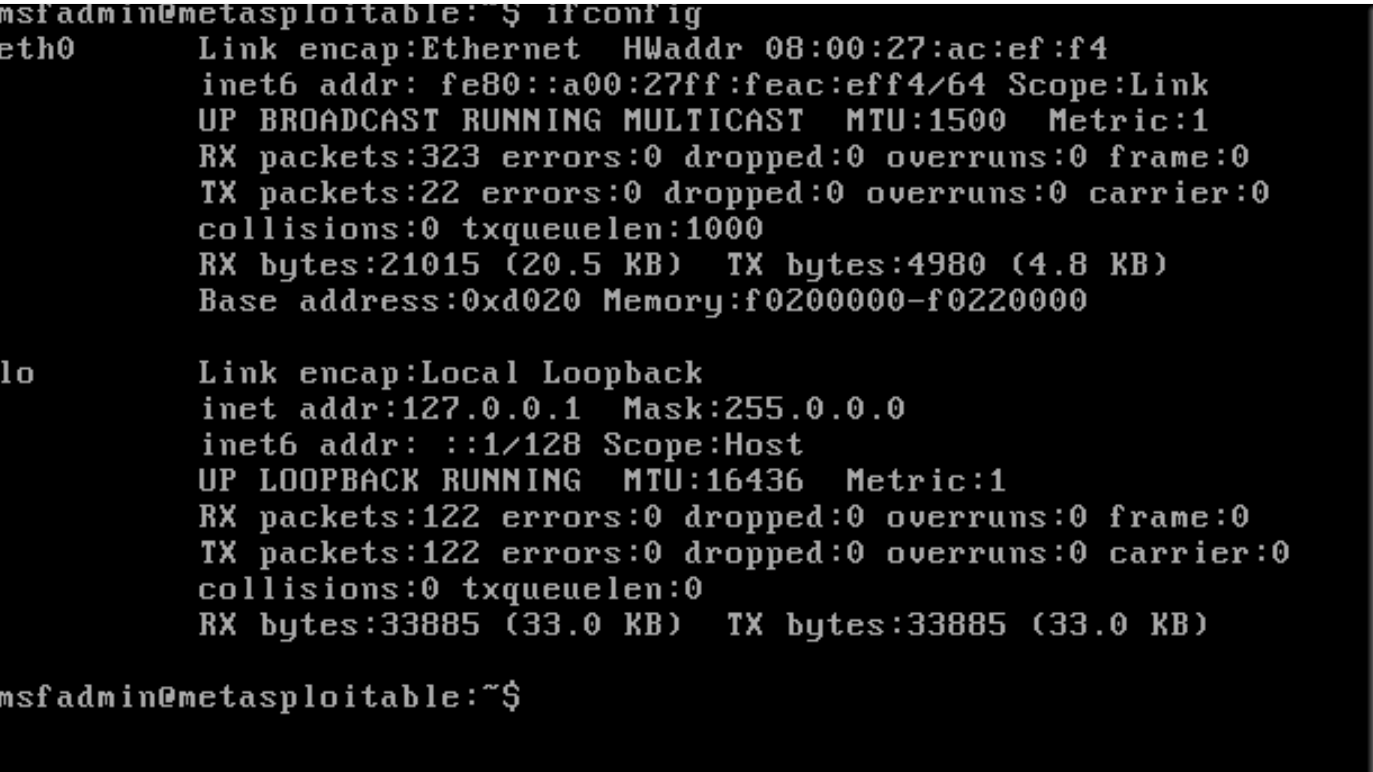 msfadmin@metasploitable:~$ ifconfig
eth0 Link encap:Ethernet HWaddr 08:00:27:ac:ef:f4
inet6 addr: fe80::a00:27ff:feac:eff4/64 Scope:Link
UP BROADCAST RUNNING MULTICAST MTU:1500 Metric:1
RX packets:323 errors:0 dropped:0 overruns:0 frame:0
TX packets:22 errors:0 dropped:0 overruns:0 carrier:0
collisions:0 txqueuelen:1000
RX bytes:21015 (20.5 KB) TX bytes:4980 (4.8 KB)
Base address:0xd020 Memory:f0200000-f0220000
lo Link encap:Local Loopback
inet addr:127.0.0.1 Mask:255.0.0.0
inet6 addr: ::1/128 Scope:Host
UP LOOPBACK RUNNING MTU:16436 Metric:1
RX packets:122 errors:0 dropped:0 overruns:0 frame:0
TX packets:122 errors:0 dropped:0 overruns:0 carrier:0
collisions:0 txqueuelen:0
RX bytes:33885 (33.0 KB) TX bytes:33885 (33.0 KB)
msfadmin@metasploitable:~$